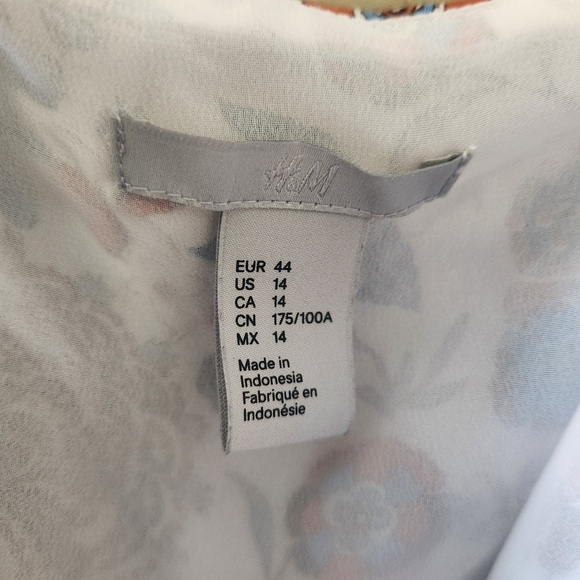 H&M
EUR 44
US 14
CA 14
CN 175/100A
MX 14
Made in
Indonesia
Fabriqué en
Indonésie